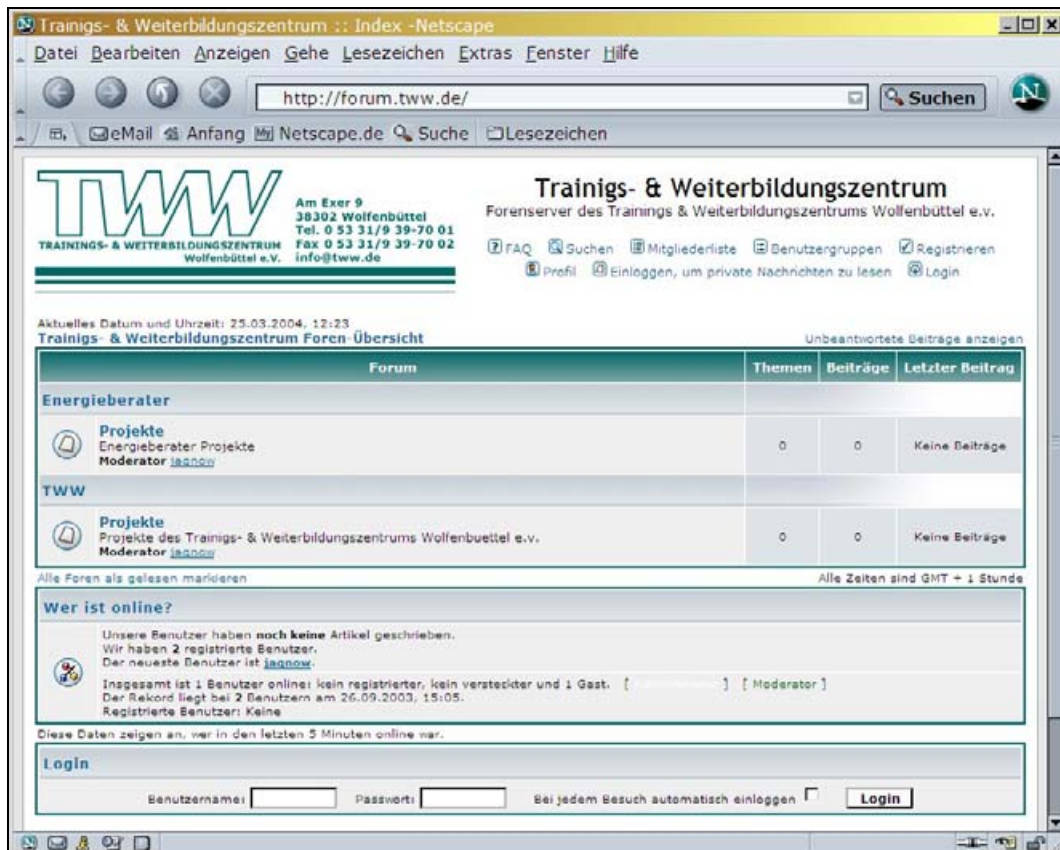 Trainigs- & Weiterbildungszentrum :: Index -Netscape
Datei Bearbeiten Anzeigen Gehe Lesezeichen Extras Fenster Hilfe
http://forum.tww.de/
Suchen
N
eMail Anfang My Netscape.de Suche Lesezeichen
TWW
TRAININGS- & WEITERBILDUNGSZENTRUM
Wolfenbüttel e.V.
Am Exer 9
38302 Wolfenbüttel
Tel. 0 53 31/9 39-70 01
Fax 0 53 31/9 39-70 02
info@tww.de
Trainigs- & Weiterbildungszentrum
Forenserver des Trainings & Weiterbildungszentrums Wolfenbüttel e.v.
FAQ Suchen Mitgliederliste Benutzergruppen Registrieren
Profil Einloggen, um private Nachrichten zu lesen Login
Aktuelles Datum und Uhrzeit: 25.03.2004, 12:23
Trainigs- & Weiterbildungszentrum Foren-Übersicht Unbeantwortete Beiträge anzeigen
Forum Themen Beiträge Letzter Beitrag
Energieberater
Projekte
Energieberater Projekte 0 0 Keine Beiträge
Moderator jagnow
TWW
Projekte
Projekte des Trainigs- & Weiterbildungszentrums Wolfenbuettel e.v. 0 0 Keine Beiträge
Moderator jagnow
Alle Foren als gelesen markieren Alle Zeiten sind GMT + 1 Stunde
Wer ist online?
Unsere Benutzer haben noch keine Artikel geschrieben.
Wir haben 2 registrierte Benutzer.
Der neueste Benutzer ist jagnow.
Insgesamt ist 1 Benutzer online: kein registrierter, kein versteckter und 1 Gast. [ ] [ Moderator ]
Der Rekord liegt bei 2 Benutzern am 26.09.2003, 15:05.
Registrierte Benutzer: Keine
Diese Daten zeigen an, wer in den letzten 5 Minuten online war.
Login
Benutzername: Passwort: Bei jedem Besuch automatisch einloggen Login